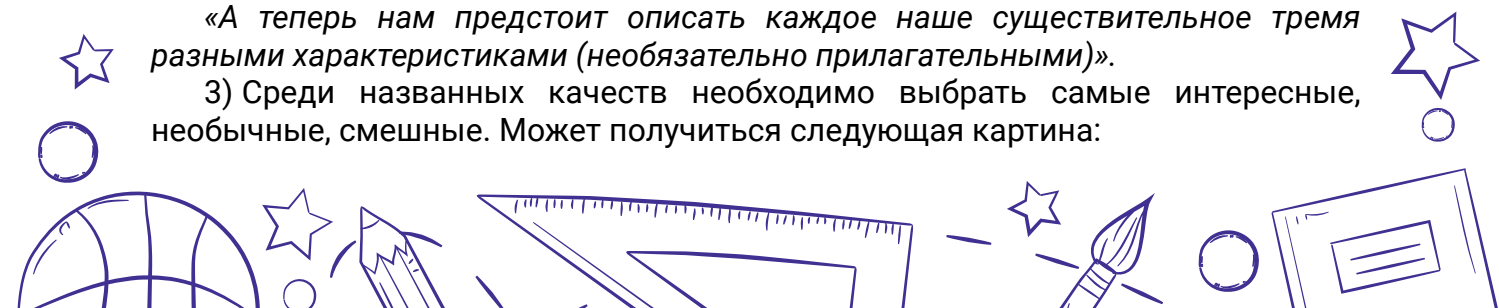 «А теперь нам предстоит описать каждое наше существительное тремя
разными характеристиками (необязательно прилагательными)».
3) Среди названных качеств необходимо выбрать самые интересные,
необычные, смешные. Может получиться следующая картина: